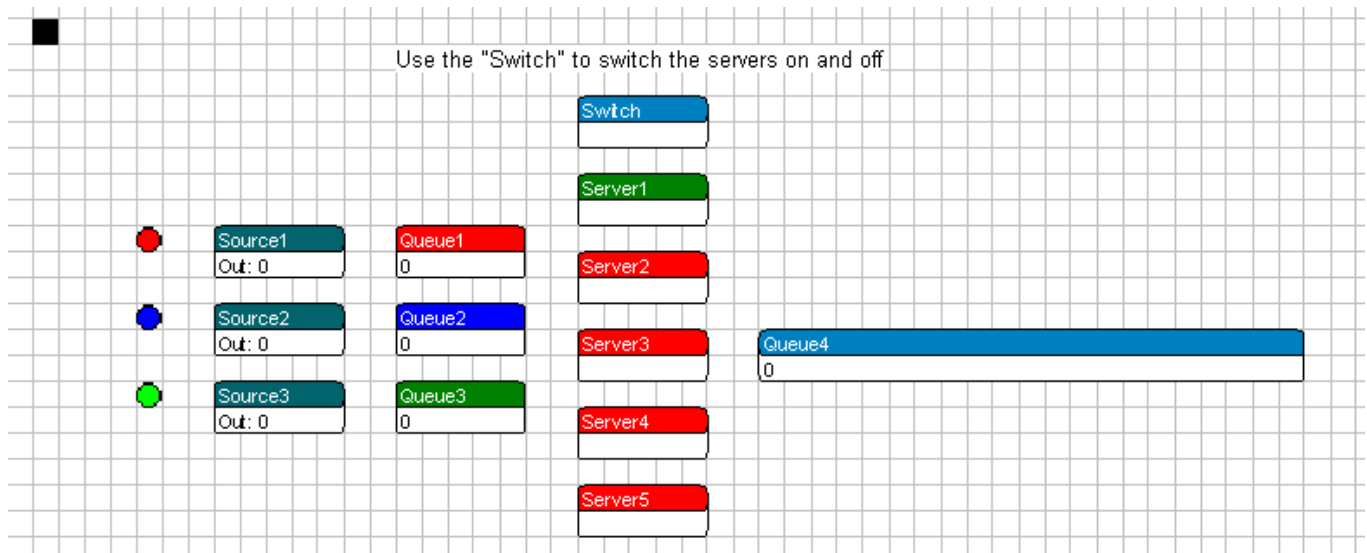 Use the "Switch" to switch the servers on and off
Switch
Server1
Source1
Out: 0
Queue1
0
Server2
Source2
Out: 0
Queue2
0
Server3
Queue4
0
Source3
Out: 0
Queue3
0
Server4
Server5